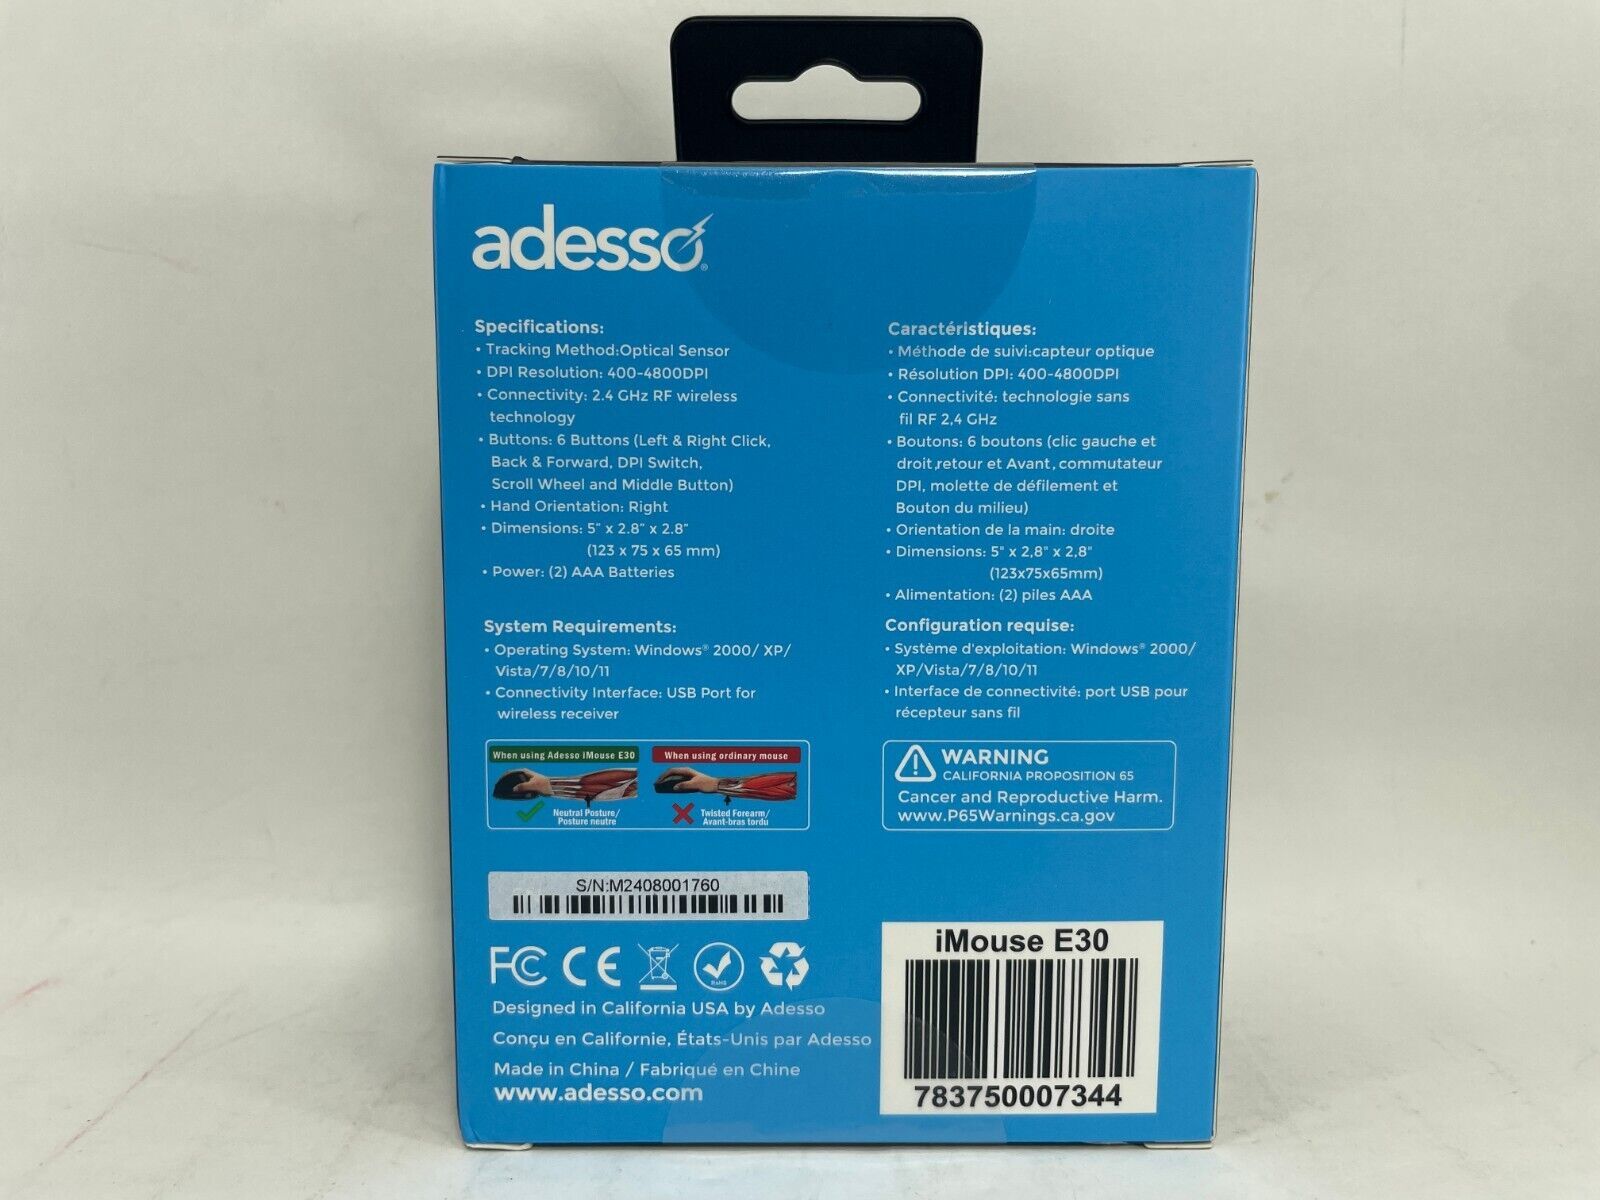 adesso®
Specifications:
• Tracking Method:Optical Sensor
• DPI Resolution: 400-4800DPI
• Connectivity: 2.4 GHz RF wireless
technology
• Buttons: 6 Buttons (Left & Right Click,
Back & Forward, DPI Switch,
Scroll Wheel and Middle Button)
• Hand Orientation: Right
• Dimensions: 5" x 2.8" x 2.8"
(123 x 75 x 65 mm)
• Power: (2) AAA Batteries
System Requirements:
• Operating System: Windows® 2000/ XP/
Vista/7/8/10/11
• Connectivity Interface: USB Port for
wireless receiver
Caractéristiques:
• Méthode de suivi:capteur optique
• Résolution DPI: 400-4800DPI
• Connectivité: technologie sans
fil RF 2,4 GHz
• Boutons: 6 boutons (clic gauche et
droit,retour et Avant, commutateur
DPI, molette de défilement et
Bouton du milieu)
• Orientation de la main: droite
• Dimensions: 5" x 2,8" x 2,8"
(123x75x65mm)
• Alimentation: (2) piles AAA
Configuration requise:
• Système d'exploitation: Windows® 2000/
XP/Vista/7/8/10/11
• Interface de connectivité: port USB pour
récepteur sans fil
When using Adesso iMouse E30
Neutral Posture/
Posture neutre
When using ordinary mouse
Twisted Forearm/
Avant-bras tordu
WARNING
CALIFORNIA PROPOSITION 65
Cancer and Reproductive Harm.
www.P65Warnings.ca.gov
S/N:M2408001760
FC CE RoHS
Designed in California USA by Adesso
Conçu en Californie, États-Unis par Adesso
Made in China / Fabriqué en Chine
www.adesso.com
iMouse E30
783750007344